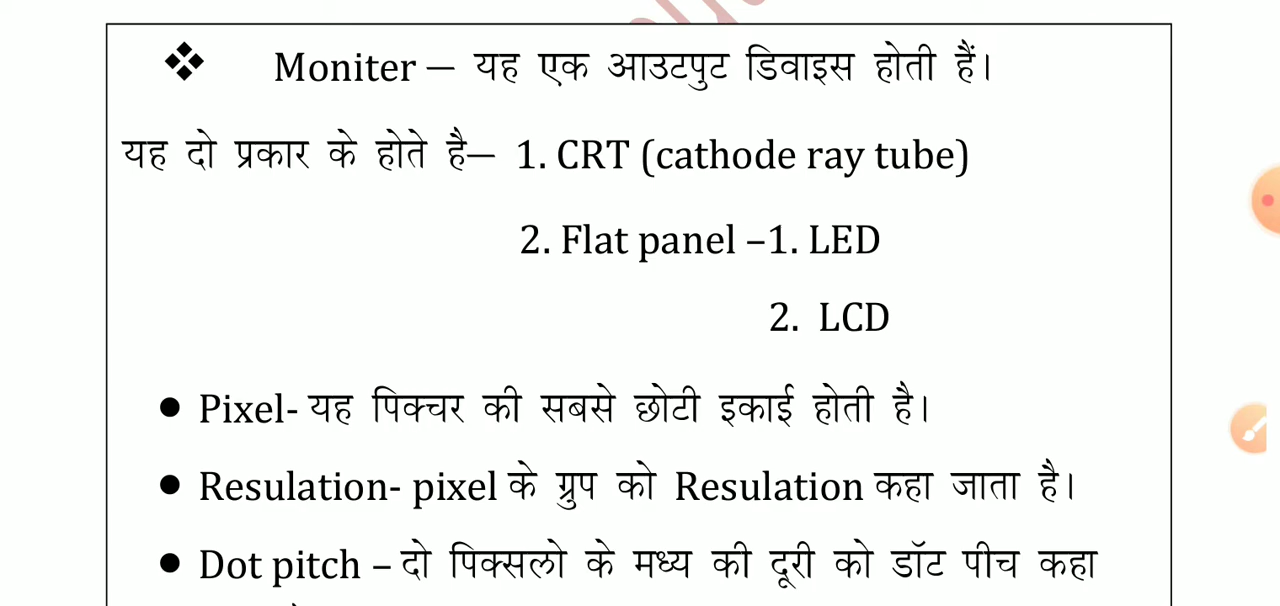 ❖ Moniter – यह एक आउटपुट डिवाइस होती हैं।
यह दो प्रकार के होते है– 1. CRT (cathode ray tube)
2. Flat panel –1. LED
2. LCD
● Pixel- यह पिक्चर की सबसे छोटी इकाई होती है।
● Resulation- pixel के ग्रुप को Resulation कहा जाता है।
● Dot pitch – दो पिक्सलो के मध्य की दूरी को डॉट पीच कहा